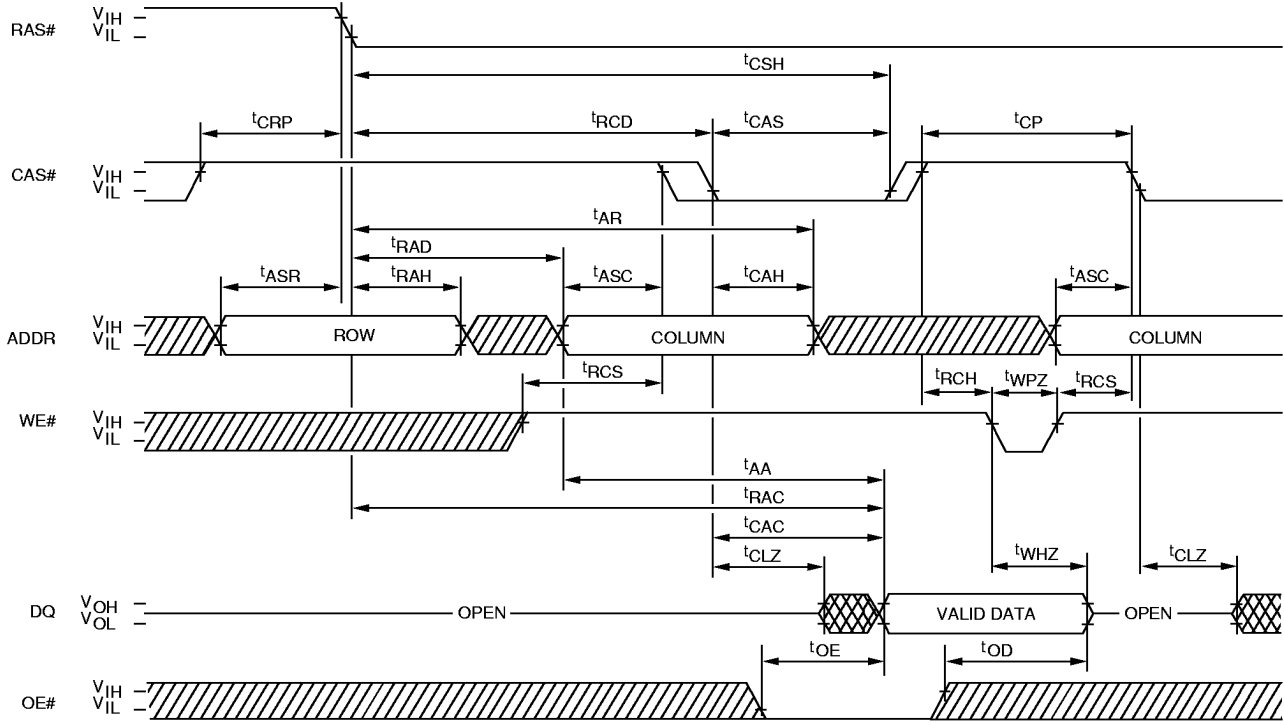 RAS# VIH
VIL
tCSH
tCRP tRCD tCAS tCP
CAS# VIH
VIL
tAR
tRAD
tASR tRAH tASC tCAH tASC
ADDR VIH
VIL
ROW COLUMN COLUMN
tRCS tRCH tWPZ tRCS
WE# VIH
VIL
tAA
tRAC
tCAC
tCLZ tWHZ tCLZ
DQ VOH
VOL
OPEN VALID DATA OPEN
tOE tOD
OE# VIH
VIL